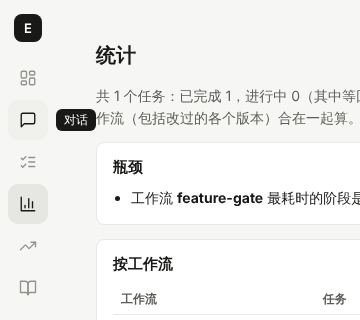 E
统计
共 1 个任务：已完成 1，进行中 0（其中等
对话
作流（包括改过的各个版本）合在一起算。
瓶颈
• 工作流 feature-gate 最耗时的阶段是
按工作流
工作流 任务